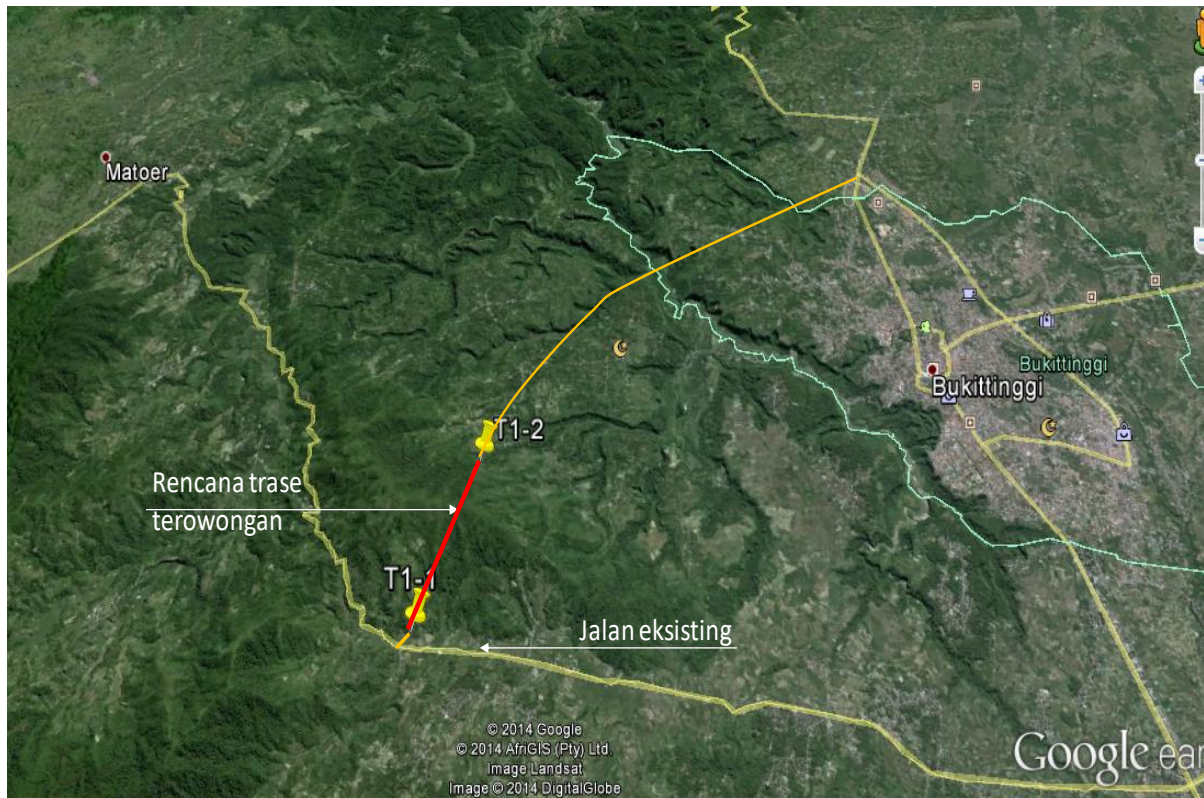 Matoer
Bukittinggi
Bukittinggi
T1-2
Rencana trase
terowongan
T1-1
Jalan eksisting
© 2014 Google
© 2014 AfriGIS (Pty) Ltd.
Image Landsat
Image © 2014 DigitalGlobe
Google ear